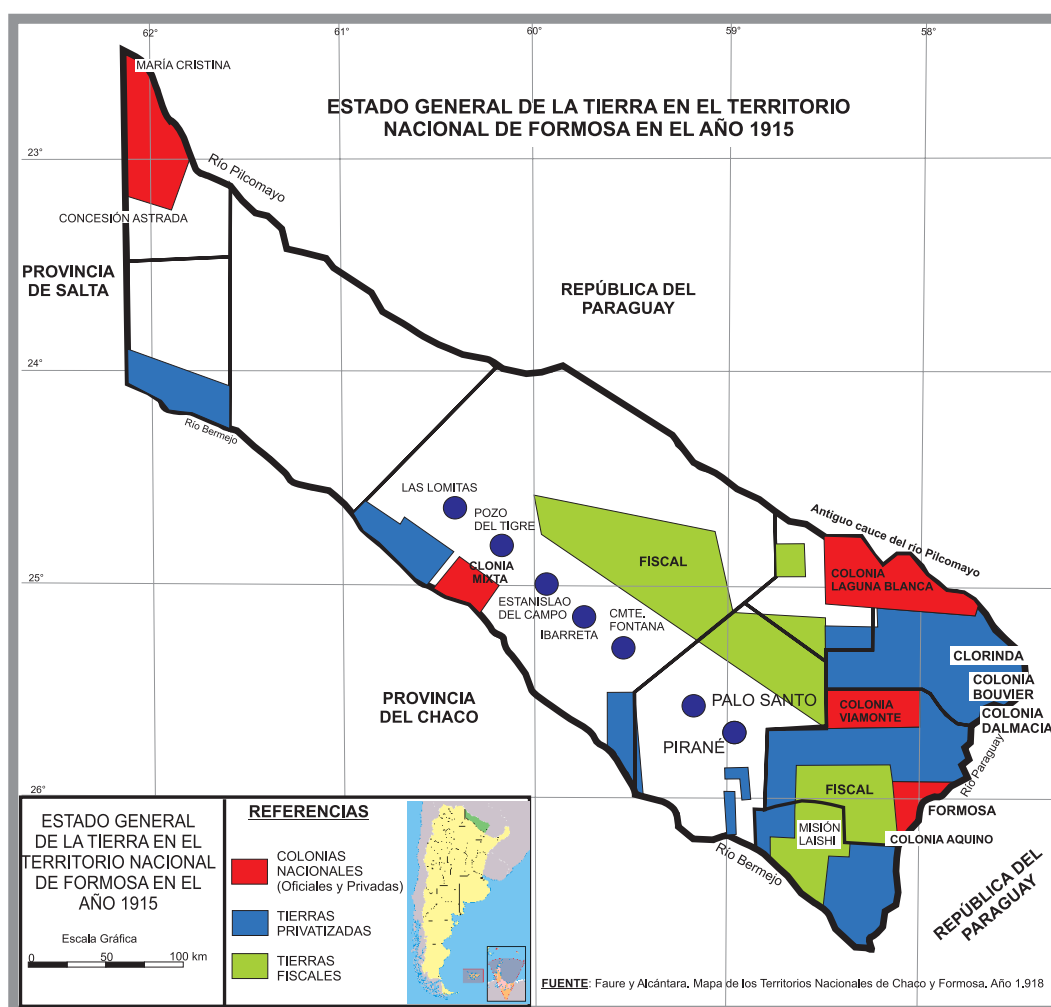 62°
61°
60°
59°
58°
MARÍA CRISTINA
ESTADO GENERAL DE LA TIERRA EN EL TERRITORIO
NACIONAL DE FORMOSA EN EL AÑO 1915
23°
Río Pilcomayo
CONCESIÓN ASTRADA
PROVINCIA
DE SALTA
REPÚBLICA DEL
PARAGUAY
24°
Río Bermejo
LAS LOMITAS
POZO
DEL TIGRE
Antiguo cauce del río Pilcomayo
FISCAL
CLONIA
MIXTA
COLONIA
LAGUNA BLANCA
25°
ESTANISLAO
DEL CAMPO
CMTE.
FONTANA
IBARRETA
CLORINDA
COLONIA
BOUVIER
PROVINCIA
DEL CHACO
PALO SANTO
COLONIA
VIAMONTE
COLONIA
DALMACIA
PIRANÉ
Río Paraguay
26°
FISCAL
FORMOSA
MISIÓN
LAISHI
COLONIA AQUINO
Río Bermejo
REPÚBLICA DEL
PARAGUAY
ESTADO GENERAL
DE LA TIERRA EN EL
TERRITORIO NACIONAL
DE FORMOSA EN EL
AÑO 1915
Escala Gráfica
0 50 100 km
REFERENCIAS
COLONIAS
NACIONALES
(Oficiales y Privadas)
TIERRAS
PRIVATIZADAS
TIERRAS
FISCALES
FUENTE: Faure y Alcántara. Mapa de los Territorios Nacionales de Chaco y Formosa. Año 1.918